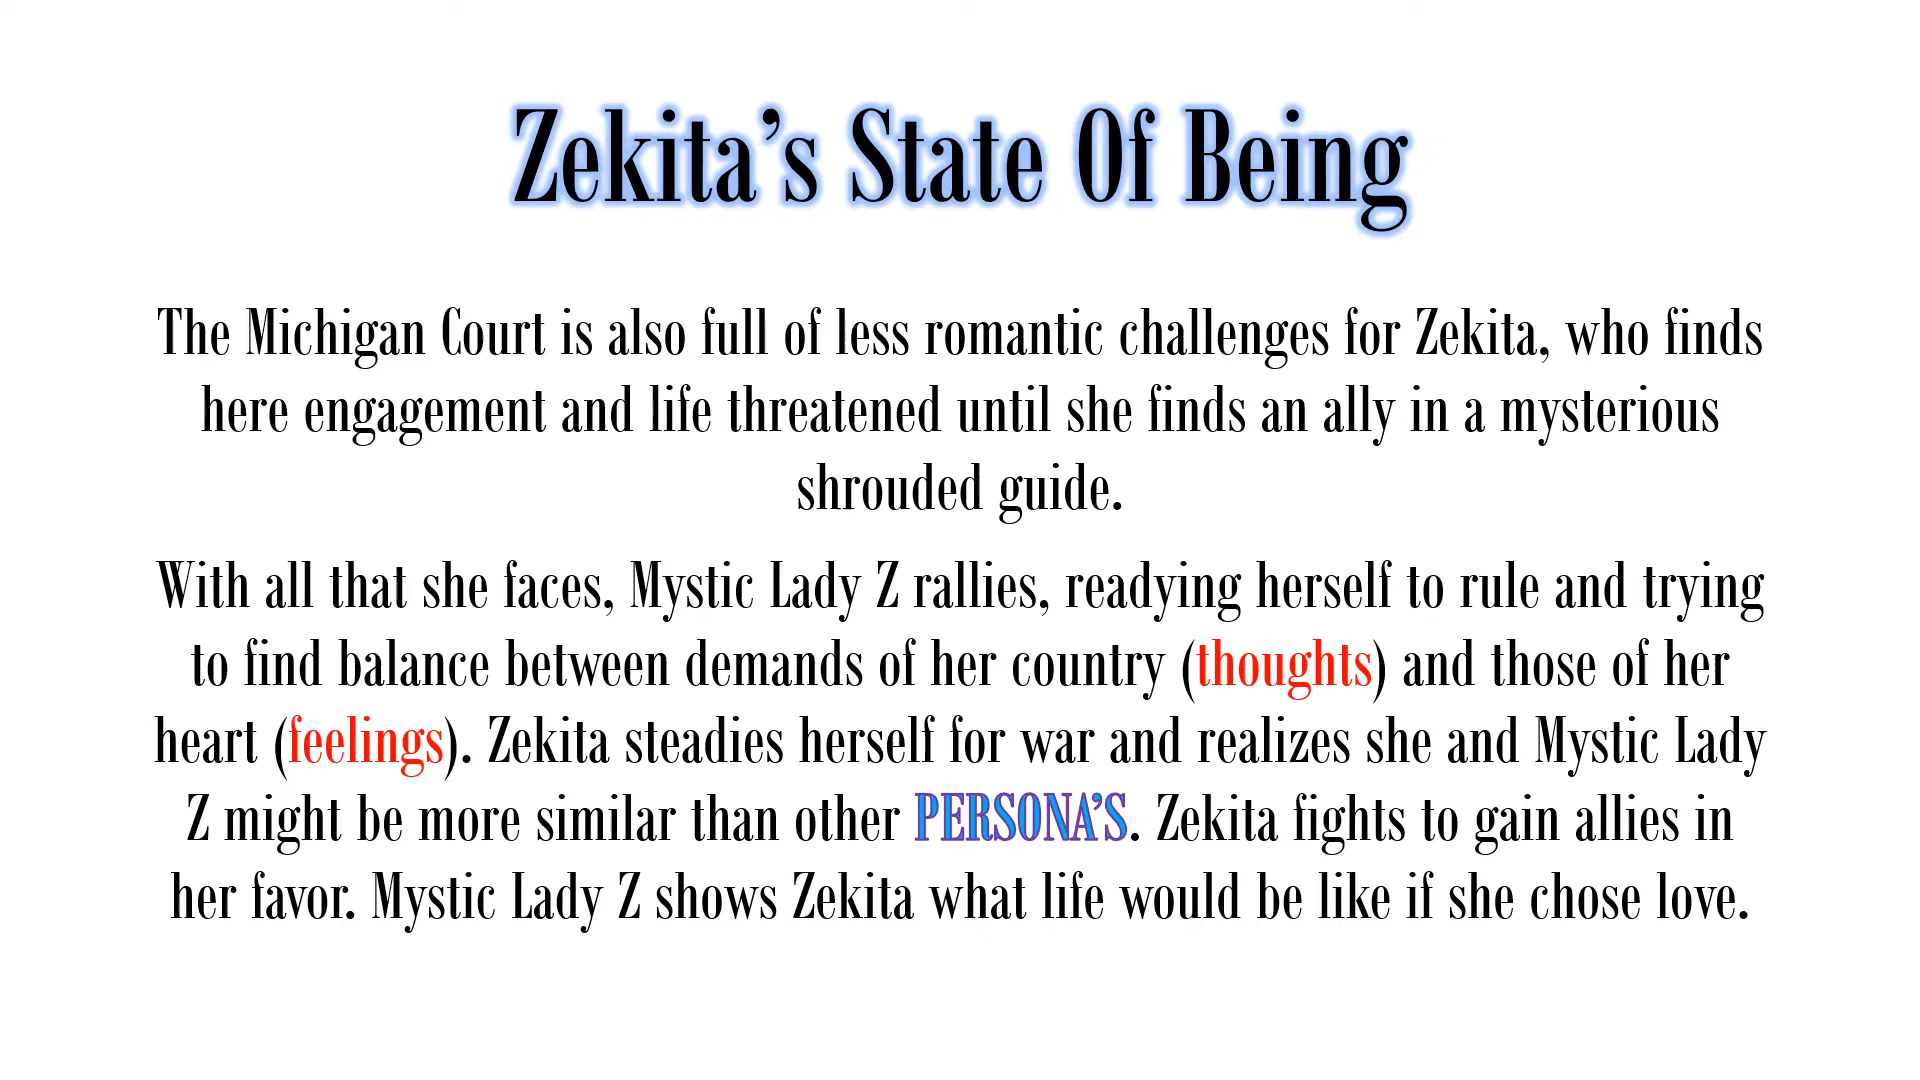 Zekita’s State Of Being
The Michigan Court is also full of less romantic challenges for Zekita, who finds
here engagement and life threatened until she finds an ally in a mysterious
shrouded guide.
With all that she faces, Mystic Lady Z rallies, readying herself to rule and trying
to find balance between demands of her country (thoughts) and those of her
heart (feelings). Zekita steadies herself for war and realizes she and Mystic Lady
Z might be more similar than other PERSONA’S. Zekita fights to gain allies in
her favor. Mystic Lady Z shows Zekita what life would be like if she chose love.